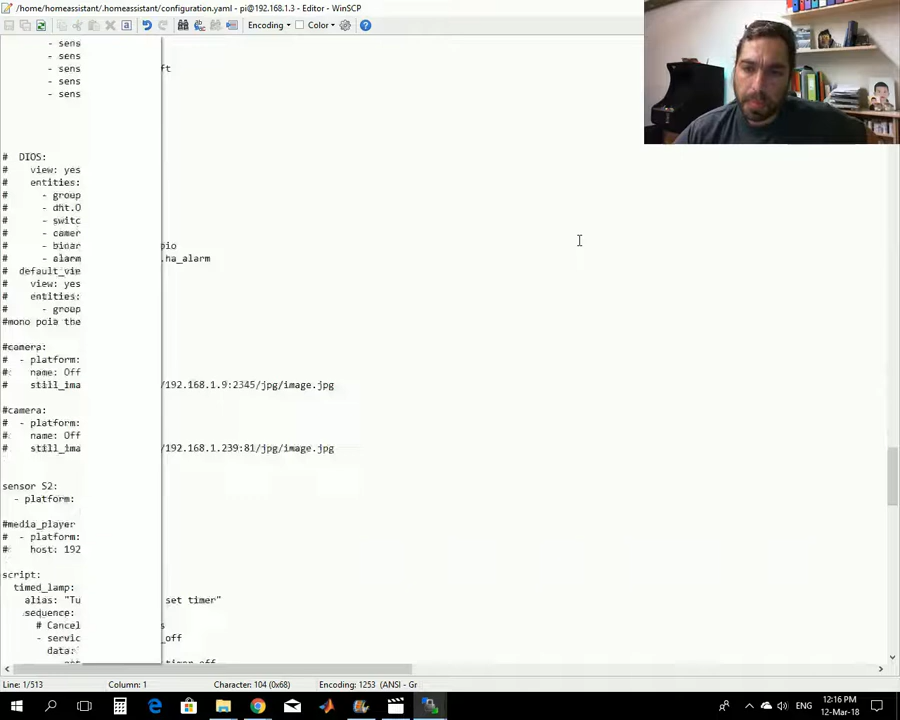 /home/homeassistant/.homeassistant/configuration.yaml - pi@192.168.1.3 - Editor - WinSCP
Encoding Color
- sens
- sens
- sens ft
- sens
- sens
# DIOS:
# view: yes
# entities:
# - group
# - dht.O
# - switc
# - camer
# - binar pio
# - alarm .ha_alarm
# default_vi
# view: yes
# entities:
# - group
#mono poia the
#camera:
# - platform:
# name: Off
# still_ima /192.168.1.9:2345/jpg/image.jpg
#camera:
# - platform:
# name: Off
# still_ima /192.168.1.239:81/jpg/image.jpg
sensor S2:
- platform:
#media_player
# - platform:
# host: 192
script:
timed_lamp:
alias: "Tu set timer"
sequence:
# Cancel s
- servic _off
data:
timer_off
Line: 1/513 Column: 1 Character: 104 (0x68) Encoding: 1253 (ANSI - Gr
ENG
12:16 PM
12-Mar-18